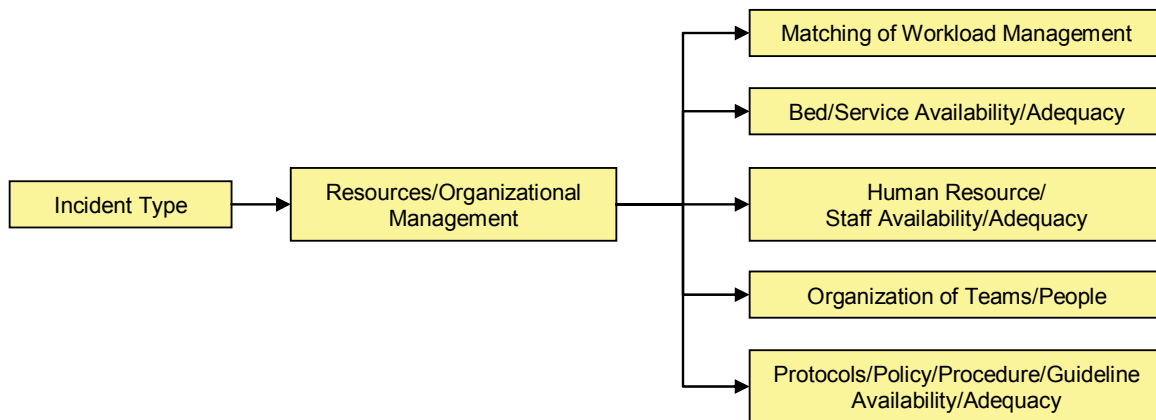 Incident Type
Resources/Organizational
Management
Matching of Workload Management
Bed/Service Availability/Adequacy
Human Resource/
Staff Availability/Adequacy
Organization of Teams/People
Protocols/Policy/Procedure/Guideline
Availability/Adequacy